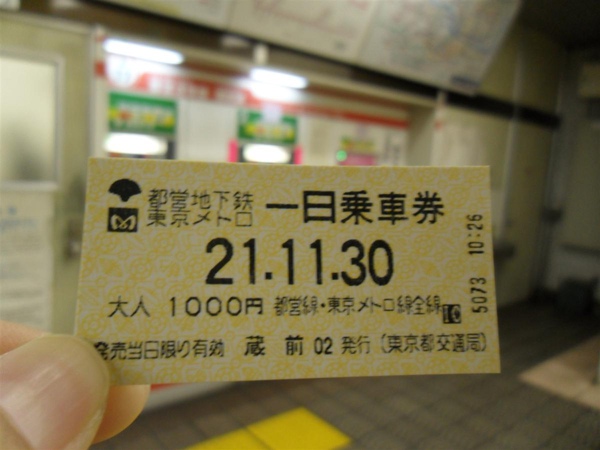 都営地下鉄
東京メトロ
一日乗車券
21.11.30
大人 1000円 都営線・東京メトロ線全線
発売当日限り有効 蔵前02発行(東京都交通局)
5073 10:26